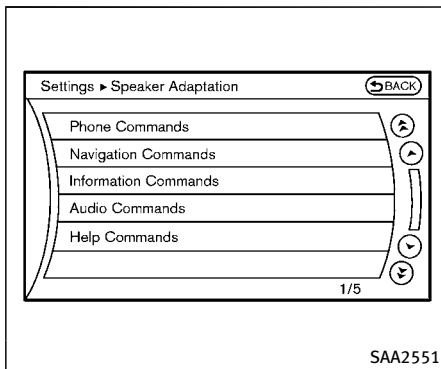 Settings ▸ Speaker Adaptation
BACK
Phone Commands
Navigation Commands
Information Commands
Audio Commands
Help Commands
1/5
SAA2551